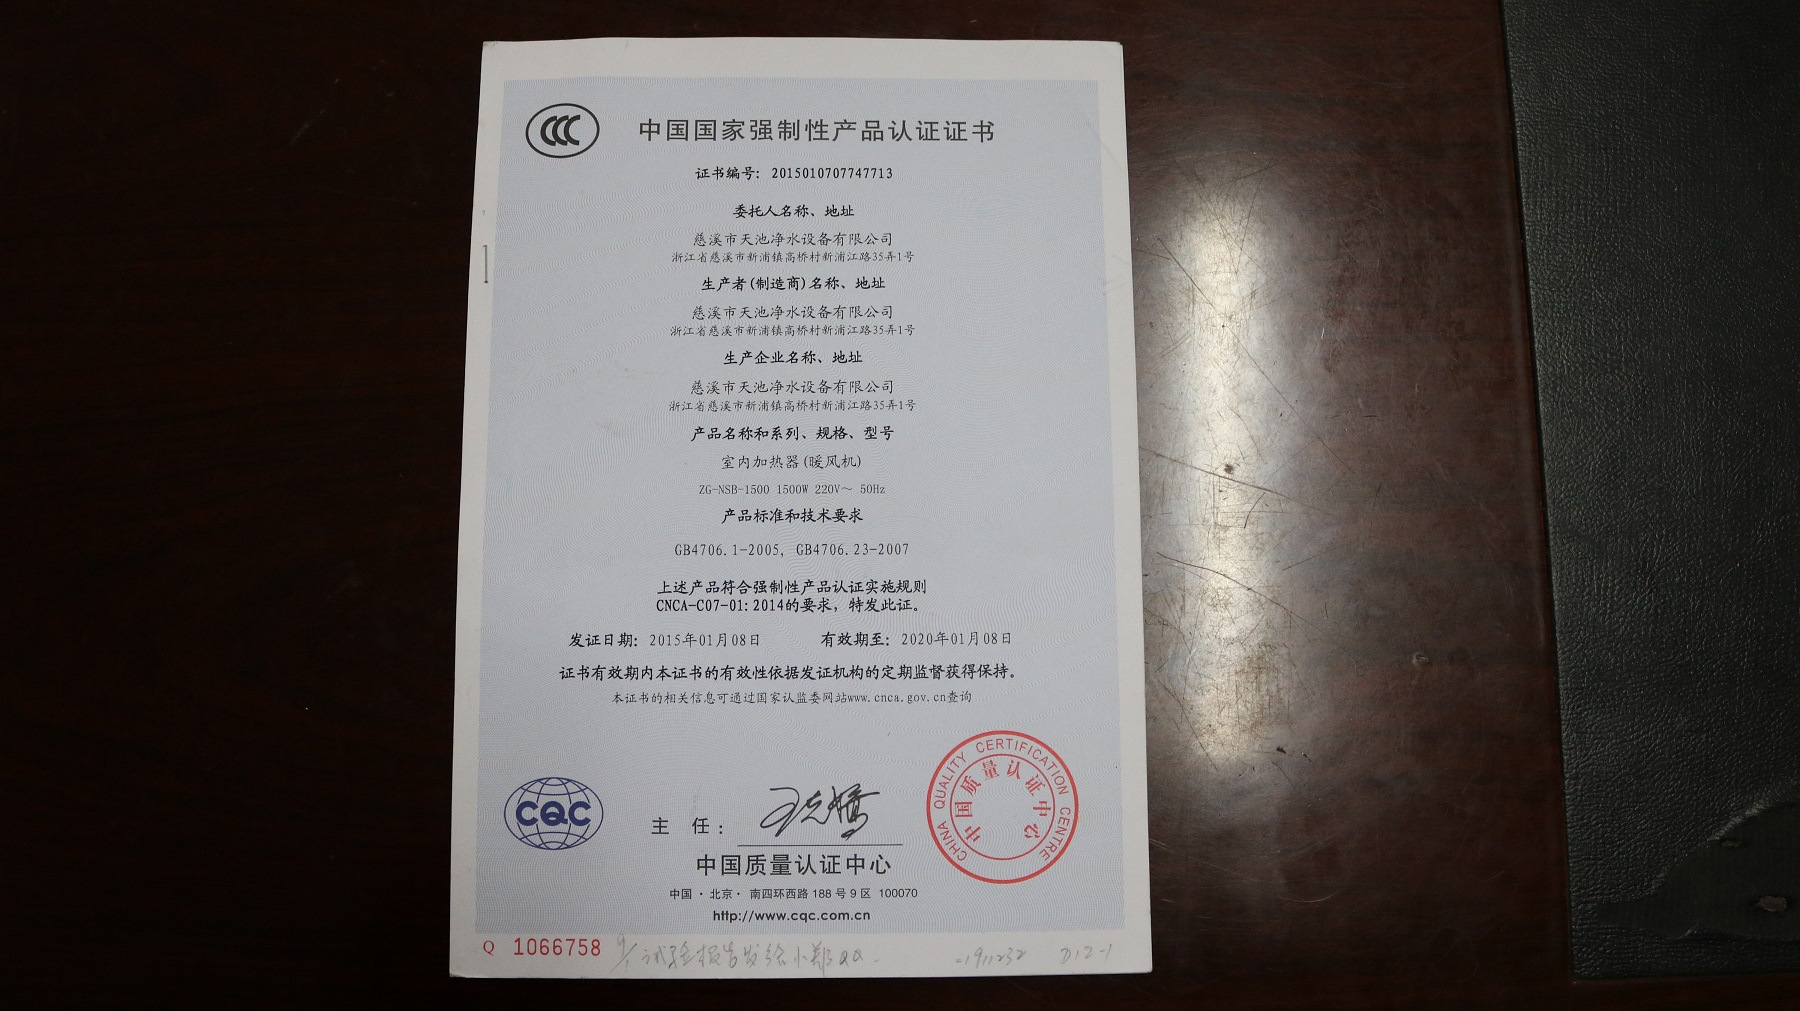 CCC
中国国家强制性产品认证证书
证书编号: 2015010707747713
委托人名称、地址
慈溪市天池净水设备有限公司
浙江省慈溪市新浦镇高桥村新浦江路35弄1号
生产者(制造商)名称、地址
慈溪市天池净水设备有限公司
浙江省慈溪市新浦镇高桥村新浦江路35弄1号
生产企业名称、地址
慈溪市天池净水设备有限公司
浙江省慈溪市新浦镇高桥村新浦江路35弄1号
产品名称和系列、规格、型号
室内加热器(暖风机)
ZG-NSB-1500 1500W 220V～ 50Hz
产品标准和技术要求
GB4706.1-2005, GB4706.23-2007
上述产品符合强制性产品认证实施规则
CNCA-C07-01:2014的要求，特发此证。
发证日期: 2015年01月08日 有效期至: 2020年01月08日
证书有效期内本证书的有效性依据发证机构的定期监督获得保持。
本证书的相关信息可通过国家认监委网站www.cnca.gov.cn查询
CQC
主 任:
CHINA QUALITY CERTIFICATION CENTRE
中国质量认证中心
中国质量认证中心
中国·北京· 南四环西路 188 号 9 区 100070
http://www.cqc.com.cn
Q 1066758 试验报告发给小郑QQ